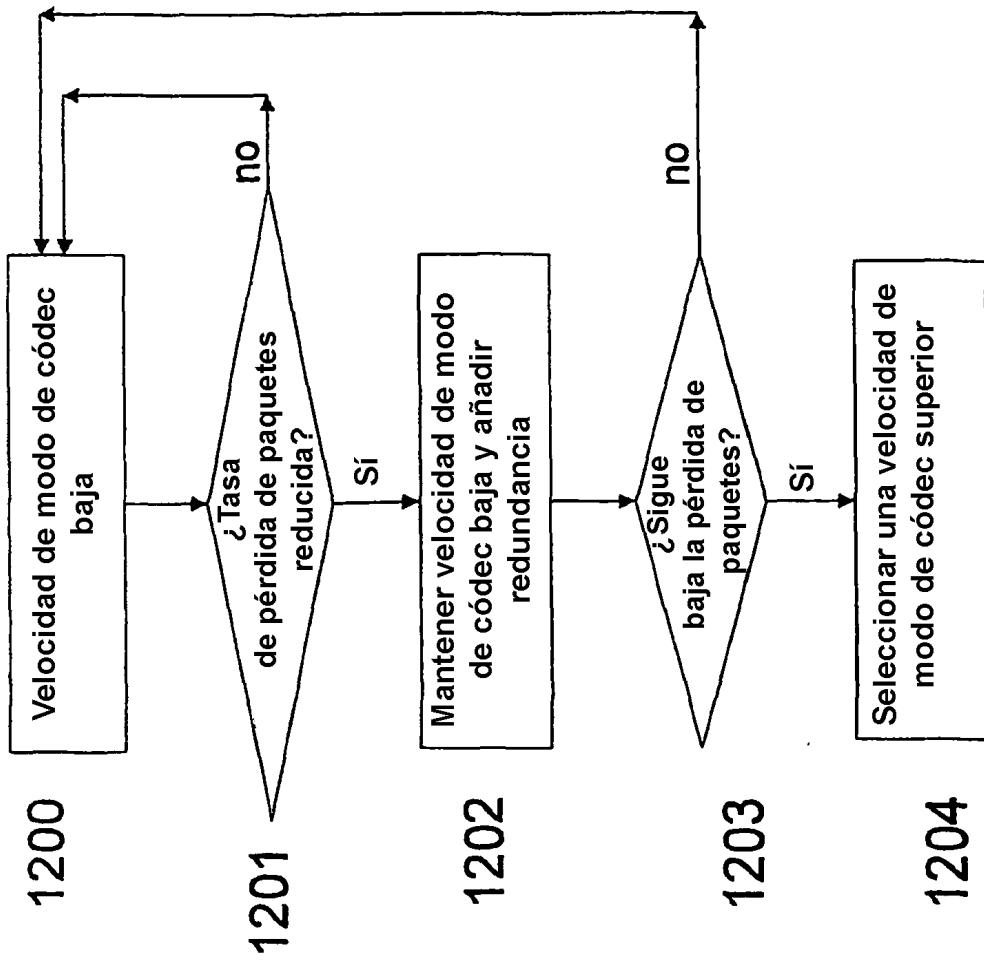 1200
Velocidad de modo de códec
baja
1201
¿Tasa
de pérdida de paquetes
reducida?
no
Sí
1202
Mantener velocidad de modo
de códec baja y añadir
redundancia
1203
¿Sigue
baja la pérdida de
paquetes?
no
Sí
1204
Seleccionar una velocidad de
modo de códec superior